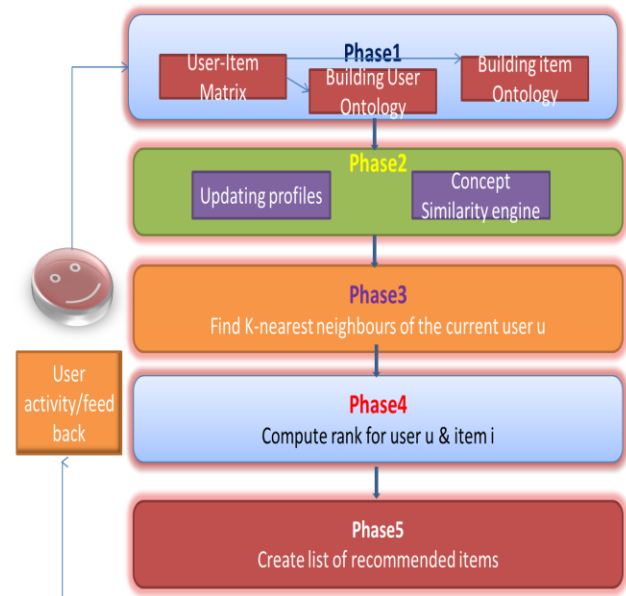 Phase1
User-Item
Matrix
Building User
Ontology
Building item
Ontology
Phase2
Updating profiles
Concept
Similarity engine
Phase3
Find K-nearest neighbours of the current user u
User
activity/feed
back
Phase4
Compute rank for user u & item i
Phase5
Create list of recommended items